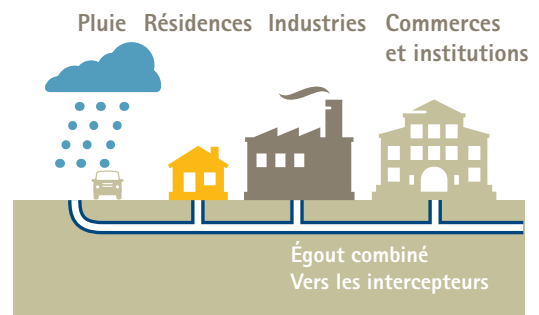 Pluie Résidences Industries Commerces
et institutions
Égout combiné
Vers les intercepteurs